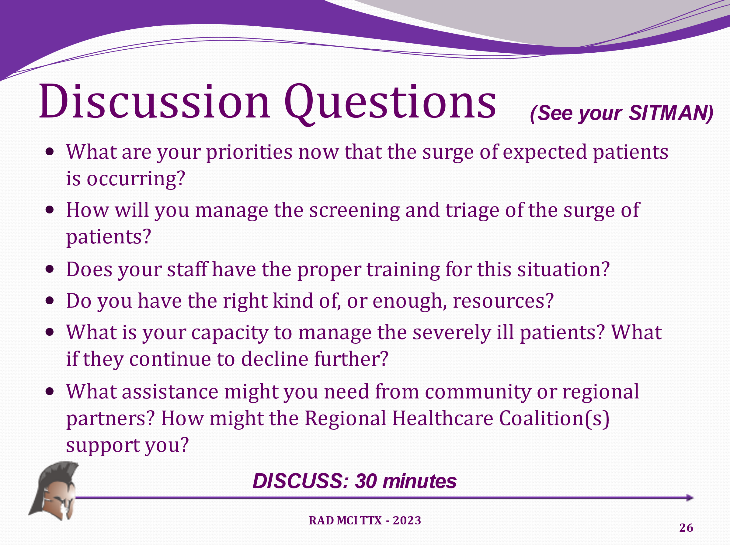 Discussion Questions (See your SITMAN)
• What are your priorities now that the surge of expected patients
is occurring?
• How will you manage the screening and triage of the surge of
patients?
• Does your staff have the proper training for this situation?
• Do you have the right kind of, or enough, resources?
• What is your capacity to manage the severely ill patients? What
if they continue to decline further?
• What assistance might you need from community or regional
partners? How might the Regional Healthcare Coalition(s)
support you?
DISCUSS: 30 minutes
RAD MCI TTX - 2023
26